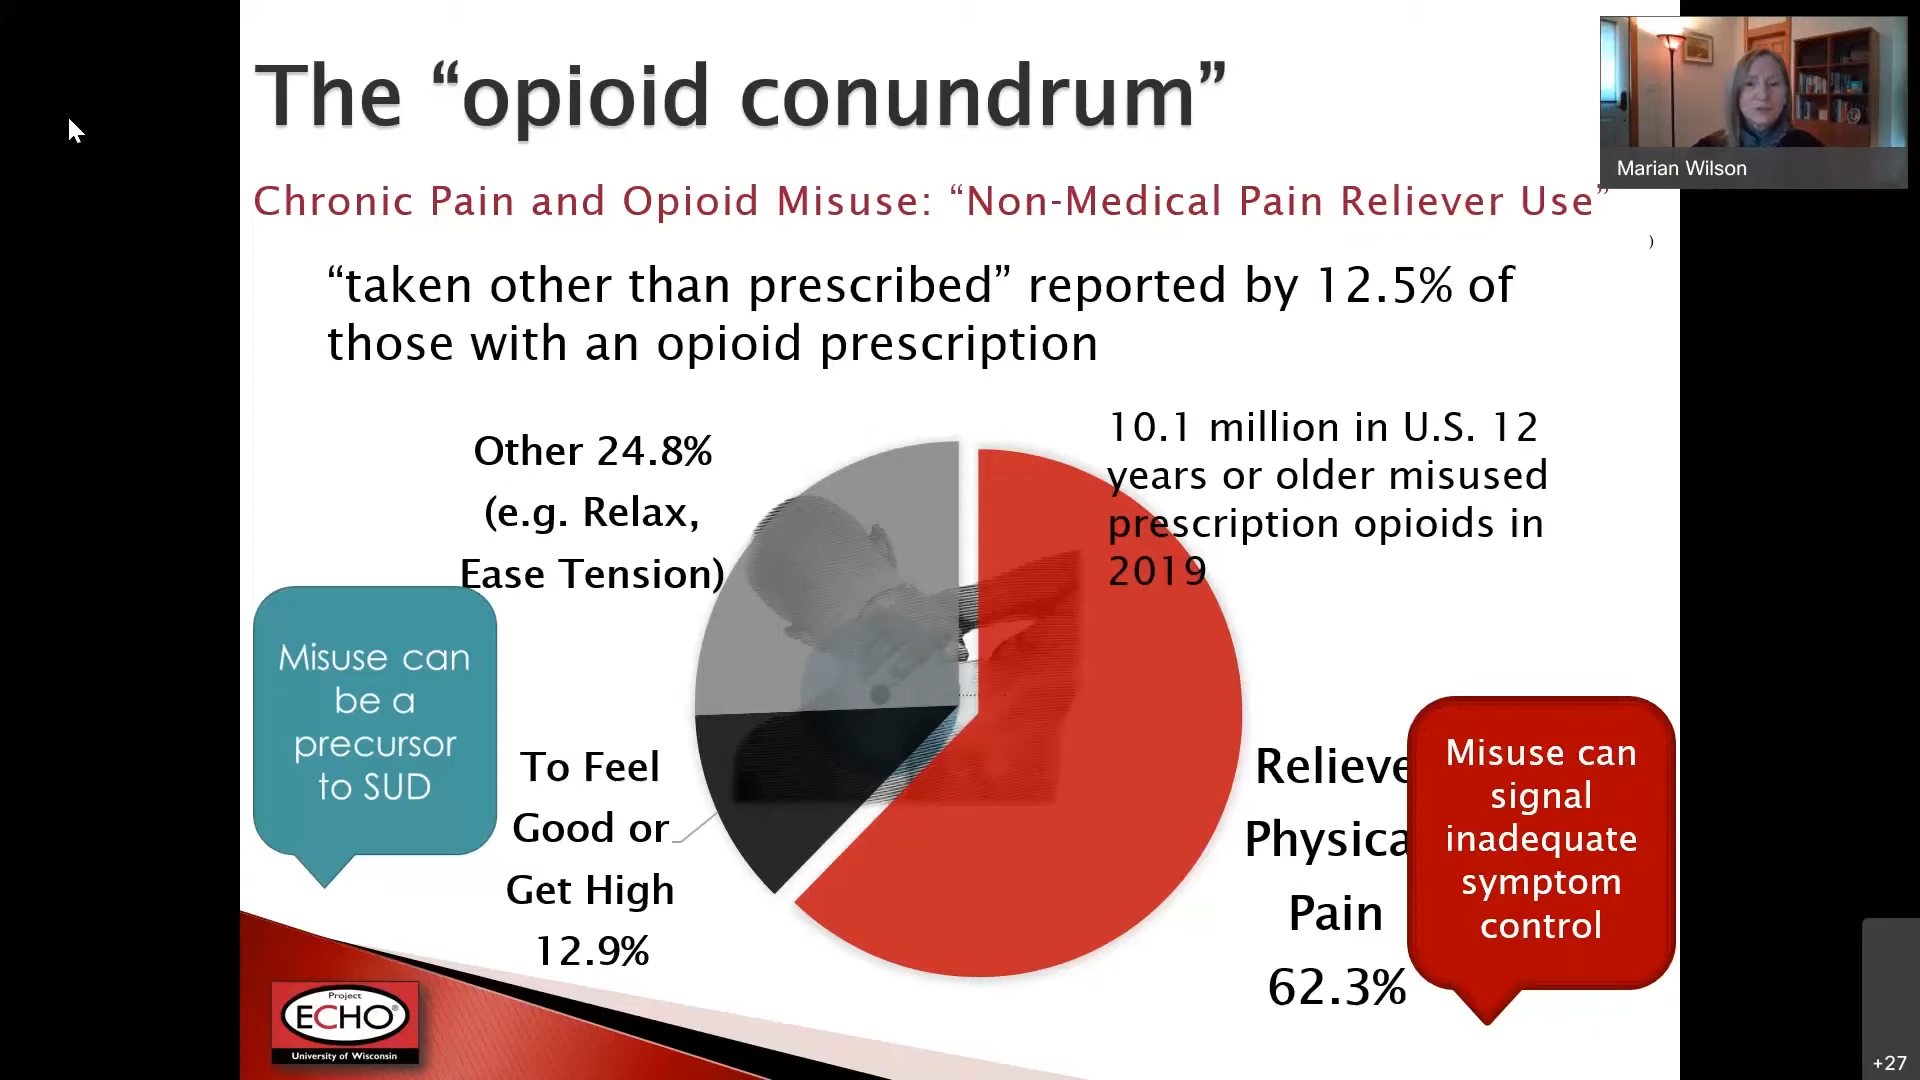 The “opioid conundrum”
Marian Wilson
Chronic Pain and Opioid Misuse: “Non-Medical Pain Reliever Use”
)
“taken other than prescribed” reported by 12.5% of
those with an opioid prescription
Other 24.8%
(e.g. Relax,
Ease Tension)
10.1 million in U.S. 12
years or older misused
prescription opioids in
2019
Misuse can
be a
precursor
to SUD
To Feel
Good or
Get High
12.9%
Relieve
Physica
Pain
62.3%
Misuse can
signal
inadequate
symptom
control
Project
ECHO®
University of Wisconsin
+27